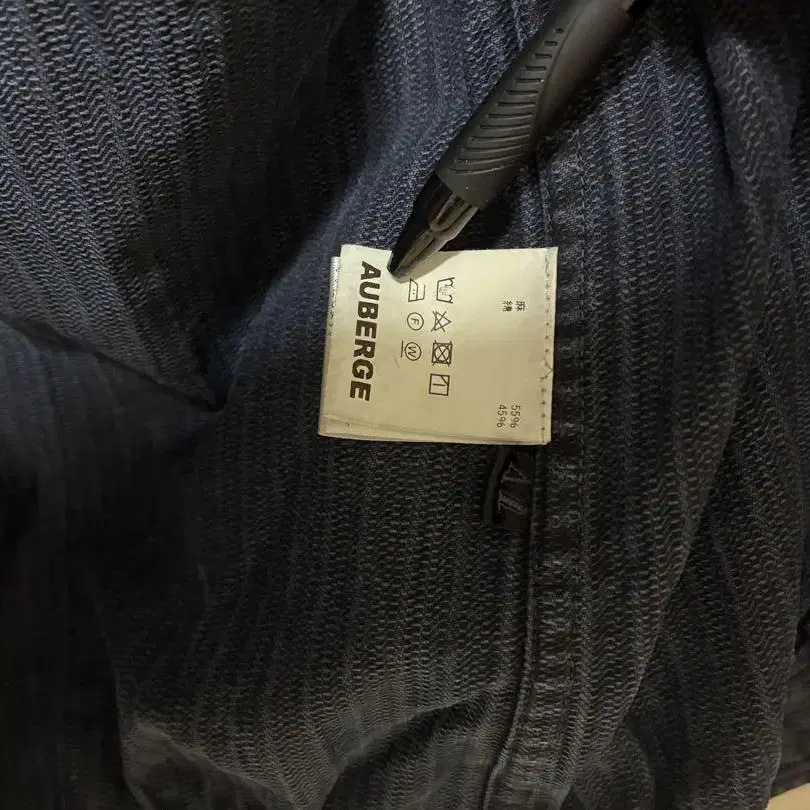 麻 55%
綿 45%
F
W
AUBERGE